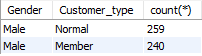 Gender Customer_type count(*)
Male Normal 259
Male Member 240